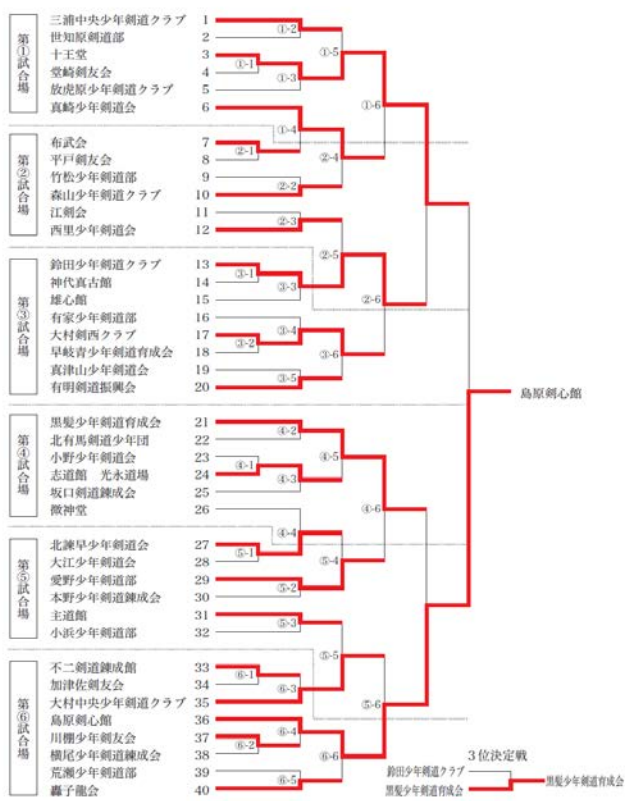 第①試合場
三浦中央少年剣道クラブ 1
世知原剣道部 2
十王堂 3
堂崎剣友会 4
放虎原少年剣道クラブ 5
真崎少年剣道会 6
①-2
①-1
①-3
①-5
①-6
①-4
第②試合場
布武会 7
平戸剣友会 8
竹松少年剣道部 9
森山少年剣道クラブ 10
江剣会 11
西里少年剣道会 12
②-1
②-2
②-4
②-3
②-5
②-6
第③試合場
鈴田少年剣道クラブ 13
神代真古館 14
雄心館 15
有家少年剣道部 16
大村剣西クラブ 17
早岐青少年剣道育成会 18
真津山少年剣道会 19
有明剣道振興会 20
③-1
③-3
③-4
③-2
③-6
③-5
島原剣心館
第④試合場
黒髪少年剣道育成会 21
北有馬剣道少年団 22
小野少年剣道会 23
志道館 光永道場 24
坂口剣道錬成会 25
微神堂 26
④-2
④-1
④-3
④-5
④-6
④-4
第⑤試合場
北諫早少年剣道会 27
大江少年剣道会 28
愛野少年剣道部 29
本野少年剣道錬成会 30
主道館 31
小浜少年剣道部 32
⑤-1
⑤-2
⑤-4
⑤-3
⑤-5
⑤-6
第⑥試合場
不二剣道錬成館 33
加津佐剣友会 34
大村中央少年剣道クラブ 35
島原剣心館 36
川棚少年剣友会 37
横尾少年剣道練成会 38
荒瀬少年剣道部 39
轟子龍会 40
⑥-1
⑥-3
⑥-4
⑥-2
⑥-6
⑥-5
3位決定戦
鈴田少年剣道クラブ
黒髪少年剣道育成会
黒髪少年剣道育成会